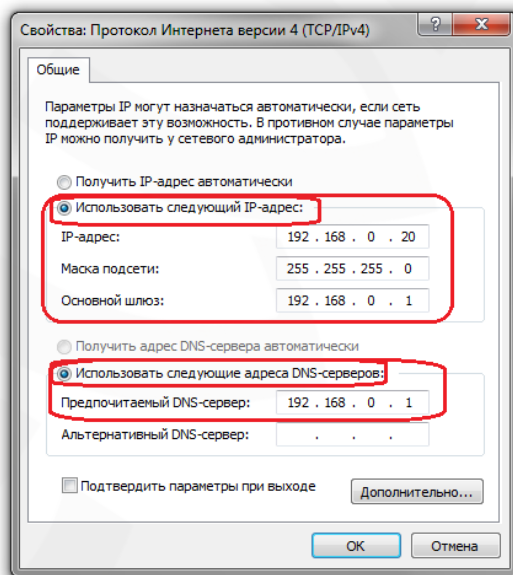 Свойства: Протокол Интернета версии 4 (TCP/IPv4)
Общие
Параметры IP могут назначаться автоматически, если сеть
поддерживает эту возможность. В противном случае параметры
IP можно получить у сетевого администратора.
Получить IP-адрес автоматически
Использовать следующий IP-адрес:
IP-адрес: 192 . 168 . 0 . 20
Маска подсети: 255 . 255 . 255 . 0
Основной шлюз: 192 . 168 . 0 . 1
Получить адрес DNS-сервера автоматически
Использовать следующие адреса DNS-серверов:
Предпочитаемый DNS-сервер: 192 . 168 . 0 . 1
Альтернативный DNS-сервер: . . .
Подтвердить параметры при выходе
Дополнительно...
ОК Отмена